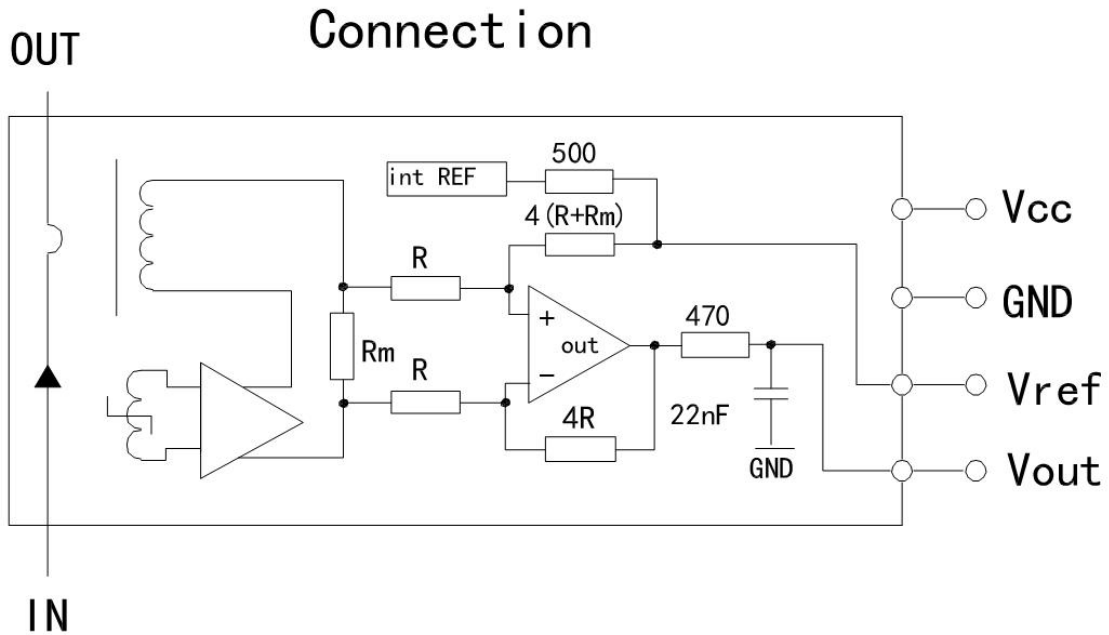 Connection
OUT
int REF
500
4(R+Rm)
Vcc
R
GND
+
out
470
Rm
R
−
Vref
4R
22nF
GND
Vout
IN